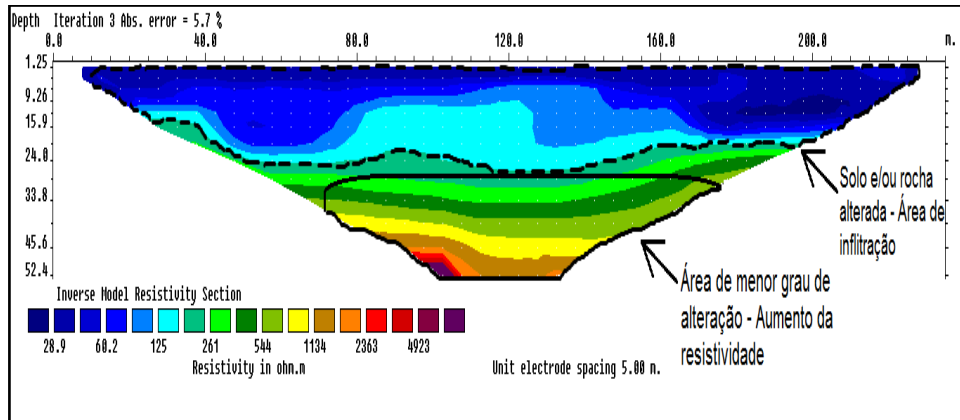 Depth Iteration 3 Abs. error = 5.7 %
0.0 40.0 80.0 120.0 160.0 200.0 m.
1.25
9.26
15.9
24.0
33.8
45.6
52.4
Solo e/ou rocha
alterada - Área de
inflitração
Área de menor grau de
alteração - Aumento da
resistividade
Inverse Model Resistivity Section
28.9 68.2 125 261 544 1134 2363 4923
Resistivity in ohm.m
Unit electrode spacing 5.00 m.